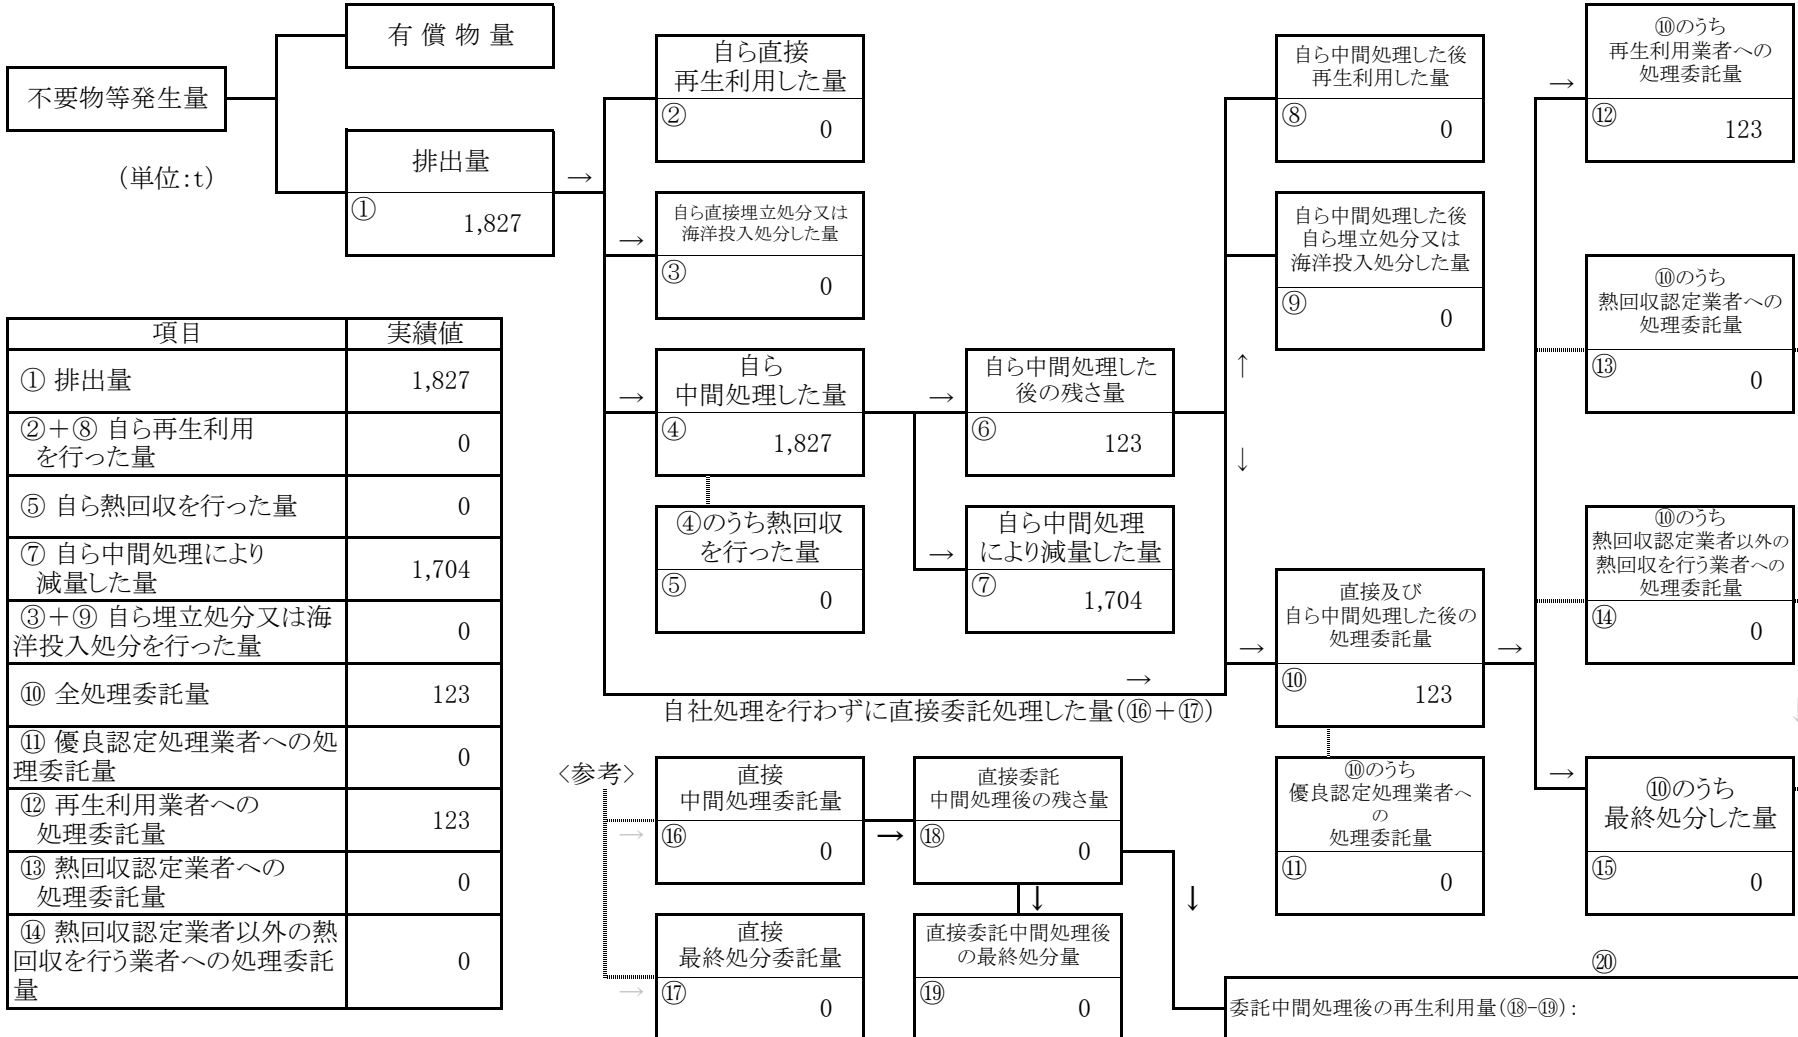 有償物量
不要物等発生量
(単位:t)
排出量
①
1,827
→
自ら直接
再生利用した量
②
0
→
自ら直接埋立処分又は
海洋投入処分した量
③
0
→
自ら
中間処理した量
④
1,827
④のうち熱回収
を行った量
⑤
0
→
自ら中間処理した
後の残さ量
⑥
123
→
自ら中間処理
により減量した量
⑦
1,704
自ら中間処理した後
再生利用した量
⑧
0
自ら中間処理した後
自ら埋立処分又は
海洋投入処分した量
⑨
0
↑
↓
→
自社処理を行わずに直接委託処理した量(⑯+⑰)
→
直接及び
自ら中間処理した後の
処理委託量
⑩
123
→
⑩のうち
優良認定処理業者へ
の
処理委託量
⑪
0
→
⑩のうち
再生利用業者への
処理委託量
⑫
123
⑩のうち
熱回収認定業者への
処理委託量
⑬
0
⑩のうち
熱回収認定業者以外の
熱回収を行う業者への
処理委託量
⑭
0
→
⑩のうち
最終処分した量
⑮
0
項目 実績値
① 排出量 1,827
②+⑧ 自ら再生利用
を行った量 0
⑤ 自ら熱回収を行った量 0
⑦ 自ら中間処理により
減量した量 1,704
③+⑨ 自ら埋立処分又は海
洋投入処分を行った量 0
⑩ 全処理委託量 123
⑪ 優良認定処理業者への処
理委託量 0
⑫ 再生利用業者への
処理委託量 123
⑬ 熱回収認定業者への
処理委託量 0
⑭ 熱回収認定業者以外の熱
回収を行う業者への処理委託
量 0
<参考>
→
直接
中間処理委託量
⑯
0
→
直接委託
中間処理後の残さ量
⑱
0
↓
↓
→
直接
最終処分委託量
⑰
0
直接委託中間処理後
の最終処分量
⑲
0
⑳
委託中間処理後の再生利用量(⑱-⑲):